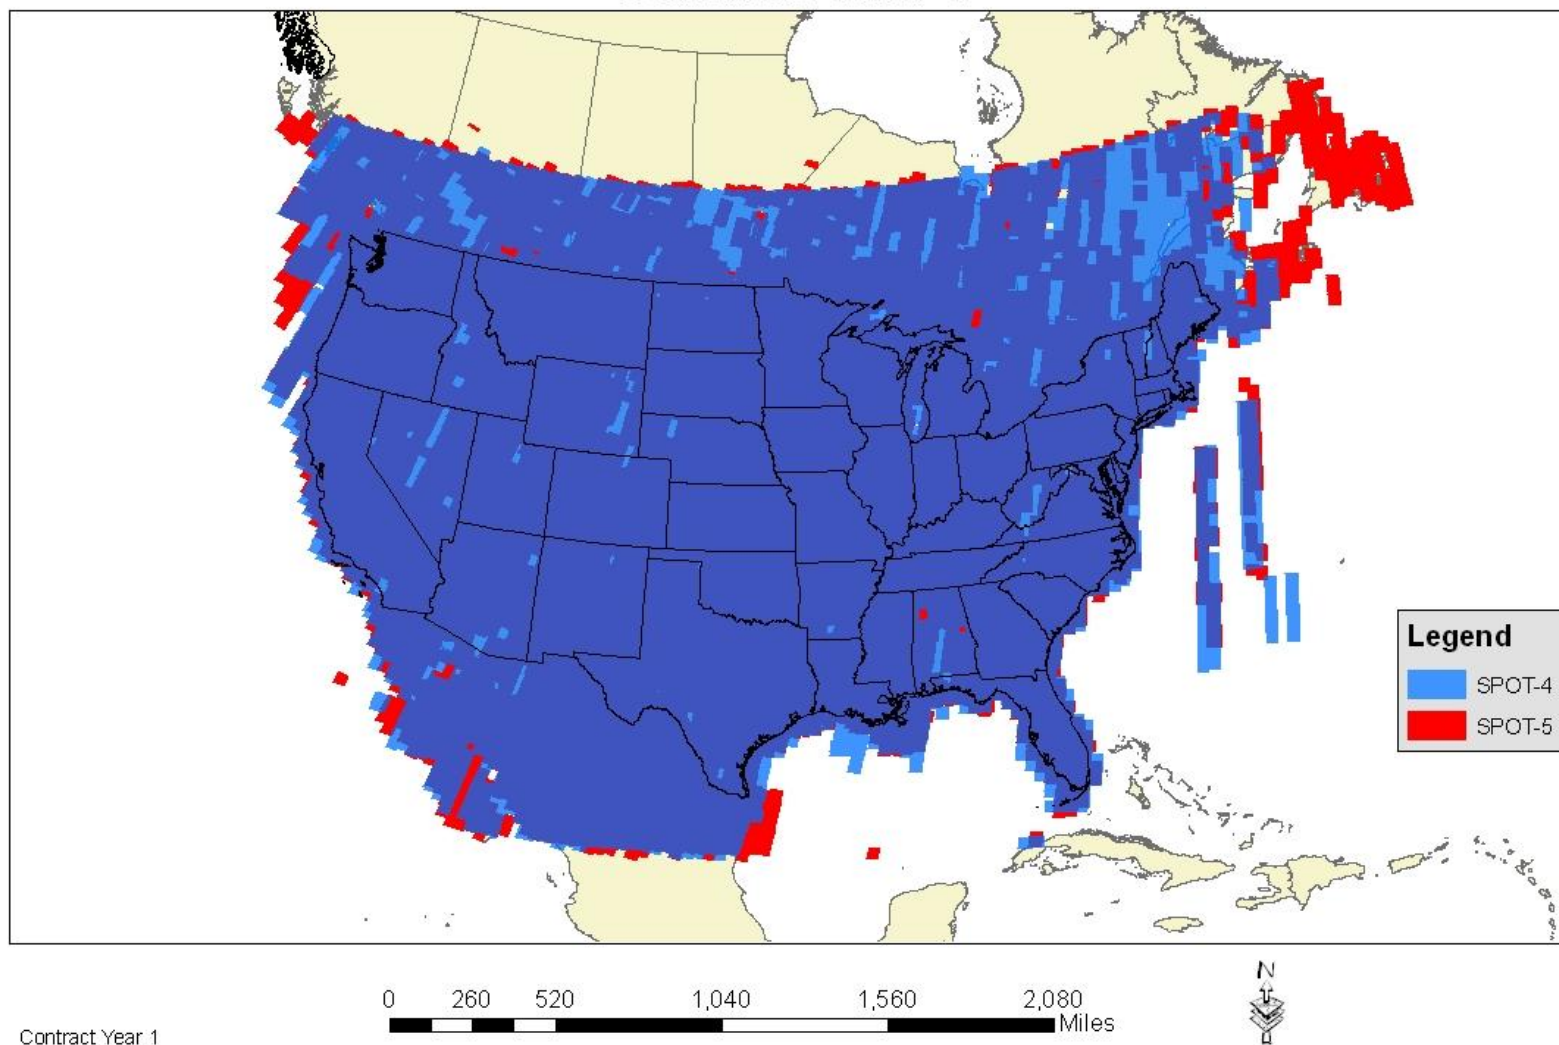 Legend
SPOT-4
SPOT-5
0 260 520 1,040 1,560 2,080
Miles
N
Contract Year 1